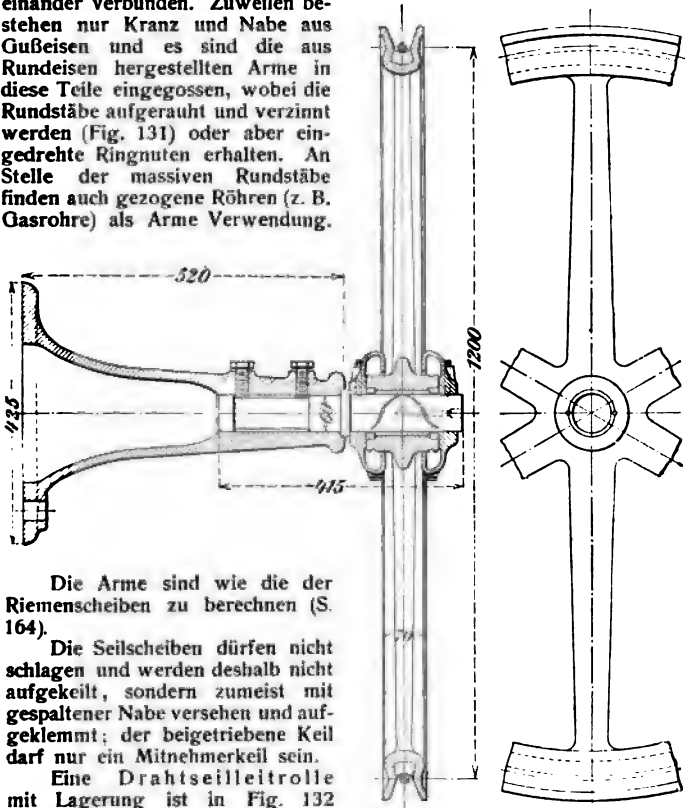 einander verbunden. Zuweilen be-
stehen nur Kranz und Nabe aus
Gußeisen und es sind die aus
Rundeisen hergestellten Arme in
diese Teile eingegossen, wobei die
Rundstäbe aufgerauht und verzinnt
werden (Fig. 131) oder aber ein-
gedrehte Ringnuten erhalten. An
Stelle der massiven Rundstäbe
finden auch gezogene Röhren (z. B.
Gasrohre) als Arme Verwendung.
520
1200
425
60
415
70
Die Arme sind wie die der
Riemenscheiben zu berechnen (S.
164).
Die Seilscheiben dürfen nicht
schlagen und werden deshalb nicht
aufgekeilt, sondern zumeist mit
gespaltener Nabe versehen und auf-
geklemmt; der beigetriebene Keil
darf nur ein Mitnehmerkeil sein.
Eine Drahtseilleitrolle
mit Lagerung ist in Fig. 132